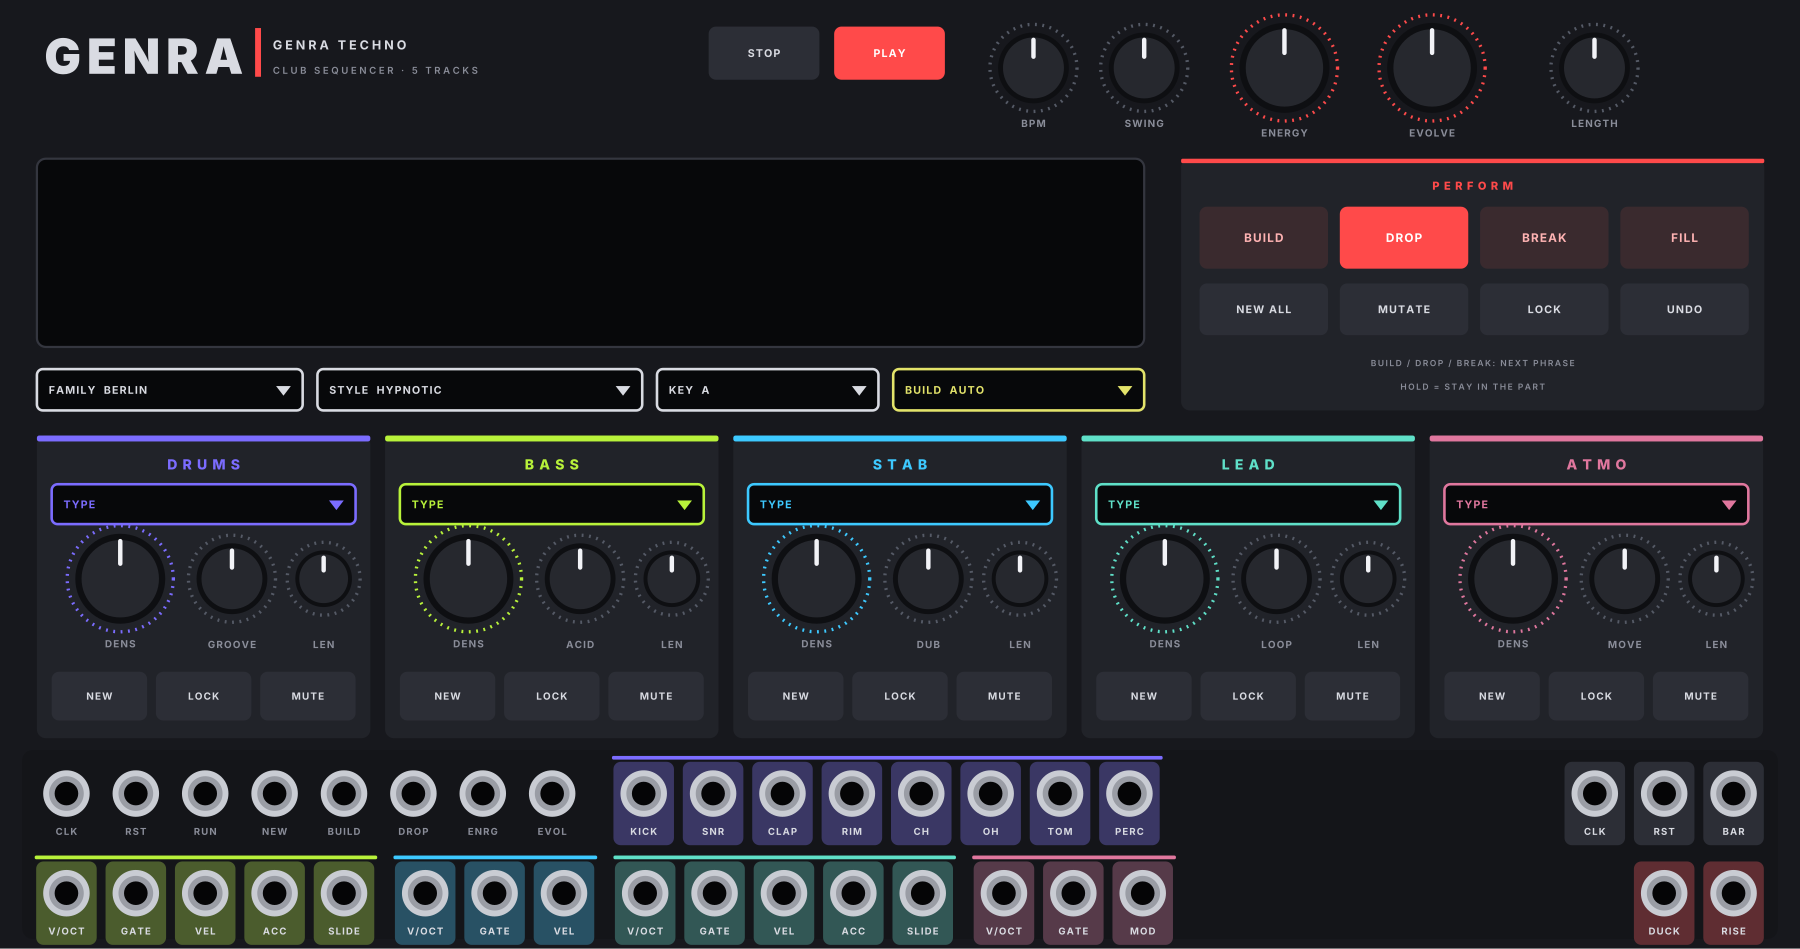 GENRA
GENRA TECHNO
CLUB SEQUENCER · 5 TRACKS
STOP
PLAY
BPM
SWING
ENERGY
EVOLVE
LENGTH
PERFORM
BUILD
DROP
BREAK
FILL
NEW ALL
MUTATE
LOCK
UNDO
BUILD / DROP / BREAK: NEXT PHRASE
HOLD = STAY IN THE PART
FAMILY BERLIN
STYLE HYPNOTIC
KEY A
BUILD AUTO
DRUMS
TYPE
DENS
GROOVE
LEN
NEW
LOCK
MUTE
BASS
TYPE
DENS
ACID
LEN
NEW
LOCK
MUTE
STAB
TYPE
DENS
DUB
LEN
NEW
LOCK
MUTE
LEAD
TYPE
DENS
LOOP
LEN
NEW
LOCK
MUTE
ATMO
TYPE
DENS
MOVE
LEN
NEW
LOCK
MUTE
CLK
RST
RUN
NEW
BUILD
DROP
ENRG
EVOL
KICK
SNR
CLAP
RIM
CH
OH
TOM
PERC
CLK
RST
BAR
V/OCT
GATE
VEL
ACC
SLIDE
V/OCT
GATE
VEL
V/OCT
GATE
VEL
ACC
SLIDE
V/OCT
GATE
MOD
DUCK
RISE